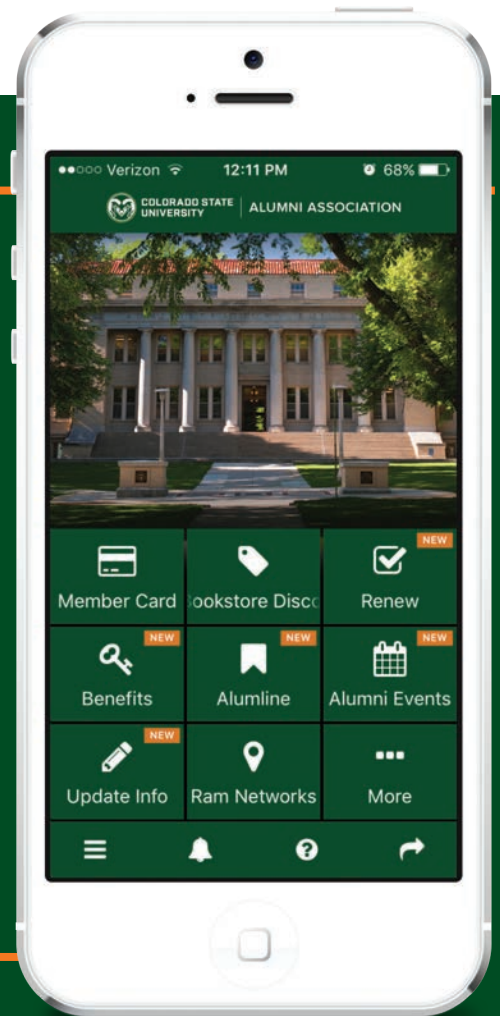 Verizon 12:11 PM 68%
COLORADO STATE
UNIVERSITY
ALUMNI ASSOCIATION
NEW
Member Card ookstore Disc Renew
NEW NEW NEW
Benefits Alumline Alumni Events
NEW
Update Info Ram Networks More